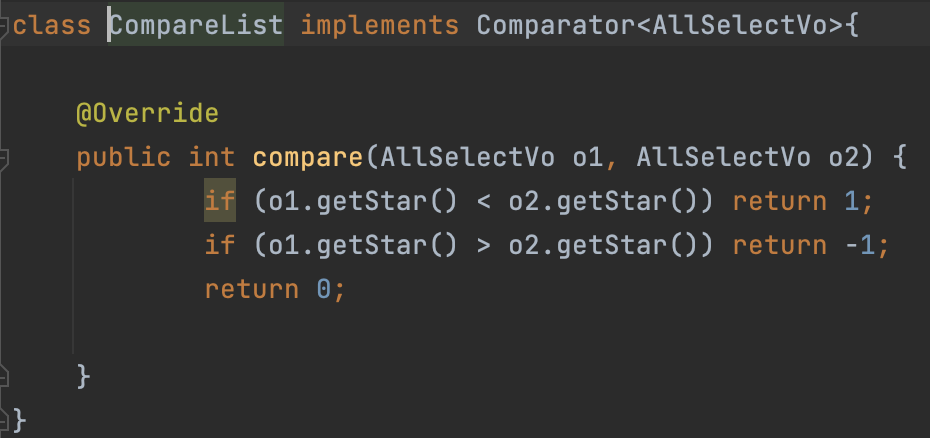 class CompareList implements Comparator<AllSelectVo>{
@Override
public int compare(AllSelectVo o1, AllSelectVo o2) {
if (o1.getStar() < o2.getStar()) return 1;
if (o1.getStar() > o2.getStar()) return -1;
return 0;
}
}